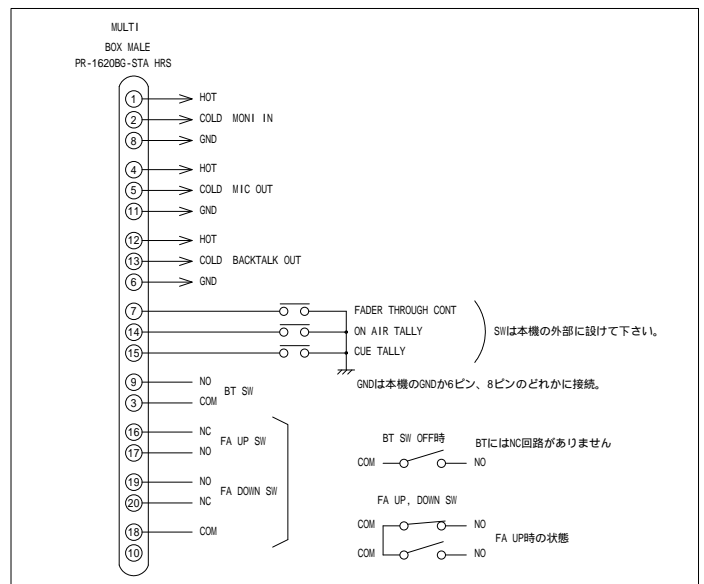 MULTI
BOX MALE
PR-1620BG-STA HRS
1 HOT
2 COLD MONI IN
8 GND
4 HOT
5 COLD MIC OUT
11 GND
12 HOT
13 COLD BACKTALK OUT
6 GND
7 FADER THROUGH CONT
14 ON AIR TALLY SWは本機の外部に設けて下さい。
15 CUE TALLY
GNDは本機のGNDか6ピン、8ピンのどれかに接続。
9 NO
BT SW
3 COM
16 NC
FA UP SW
17 NO
19 NO
FA DOWN SW
20 NC
18 COM
10
BT SW OFF時 BTにはNC回路がありません
COM NO
FA UP, DOWN SW
COM NO
FA UP時の状態
COM NO